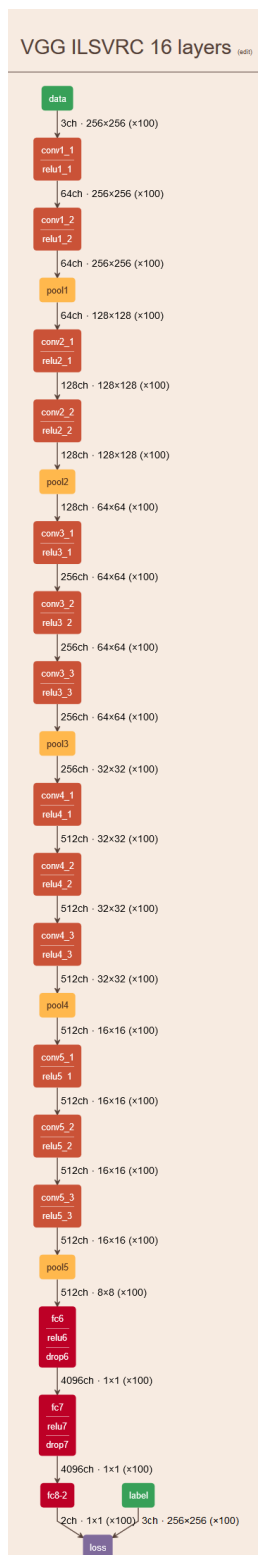 VGG ILSVRC 16 layers (edit)
data
3ch · 256×256 (×100)
conv1_1
relu1_1
64ch · 256×256 (×100)
conv1_2
relu1_2
64ch · 256×256 (×100)
pool1
64ch · 128×128 (×100)
conv2_1
relu2_1
128ch · 128×128 (×100)
conv2_2
relu2_2
128ch · 128×128 (×100)
pool2
128ch · 64×64 (×100)
conv3_1
relu3_1
256ch · 64×64 (×100)
conv3_2
relu3_2
256ch · 64×64 (×100)
conv3_3
relu3_3
256ch · 64×64 (×100)
pool3
256ch · 32×32 (×100)
conv4_1
relu4_1
512ch · 32×32 (×100)
conv4_2
relu4_2
512ch · 32×32 (×100)
conv4_3
relu4_3
512ch · 32×32 (×100)
pool4
512ch · 16×16 (×100)
conv5_1
relu5_1
512ch · 16×16 (×100)
conv5_2
relu5_2
512ch · 16×16 (×100)
conv5_3
relu5_3
512ch · 16×16 (×100)
pool5
512ch · 8×8 (×100)
fc6
relu6
drop6
4096ch · 1×1 (×100)
fc7
relu7
drop7
4096ch · 1×1 (×100)
fc8-2 label
2ch · 1×1 (×100) 3ch · 256×256 (×100)
loss